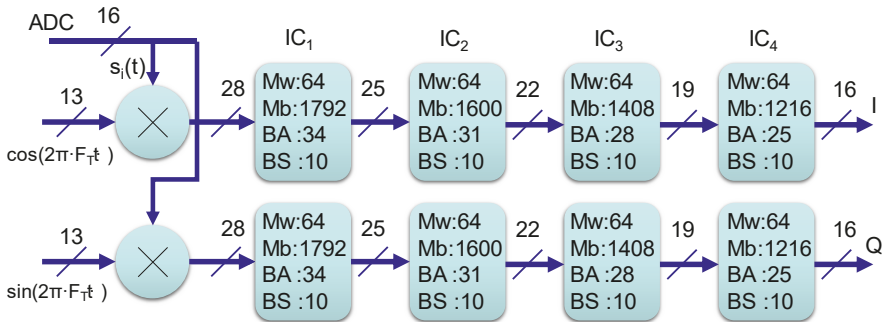 ADC
16
s_i(t)
13
cos(2π·F_Tt )
28
IC₁
Mw:64
Mb:1792
BA :34
BS :10
25
IC₂
Mw:64
Mb:1600
BA :31
BS :10
22
IC₃
Mw:64
Mb:1408
BA :28
BS :10
19
IC₄
Mw:64
Mb:1216
BA :25
BS :10
16
I
13
sin(2π·F_Tt )
28
Mw:64
Mb:1792
BA :34
BS :10
25
Mw:64
Mb:1600
BA :31
BS :10
22
Mw:64
Mb:1408
BA :28
BS :10
19
Mw:64
Mb:1216
BA :25
BS :10
16
Q